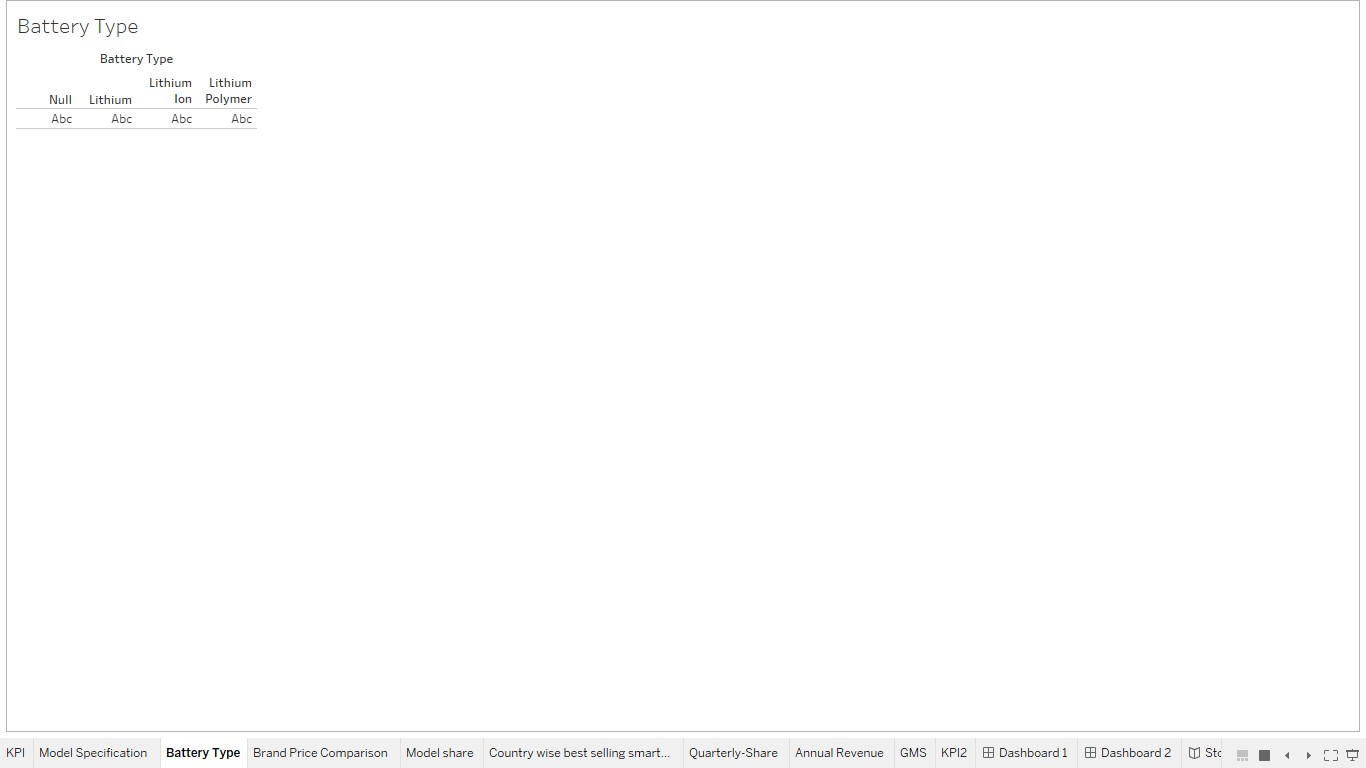 Battery Type
Battery Type
Null Lithium Lithium Ion Lithium Polymer
Abc Abc Abc Abc
KPI Model Specification Battery Type Brand Price Comparison Model share Country wise best selling smart... Quarterly-Share Annual Revenue GMS KPI2 Dashboard 1 Dashboard 2